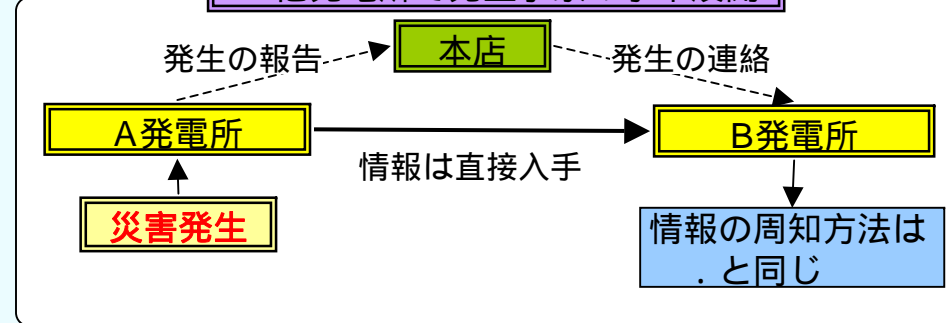 発生の報告
本店
発生の連絡
A発電所
B発電所
情報は直接入手
災害発生
情報の周知方法は
．と同じ